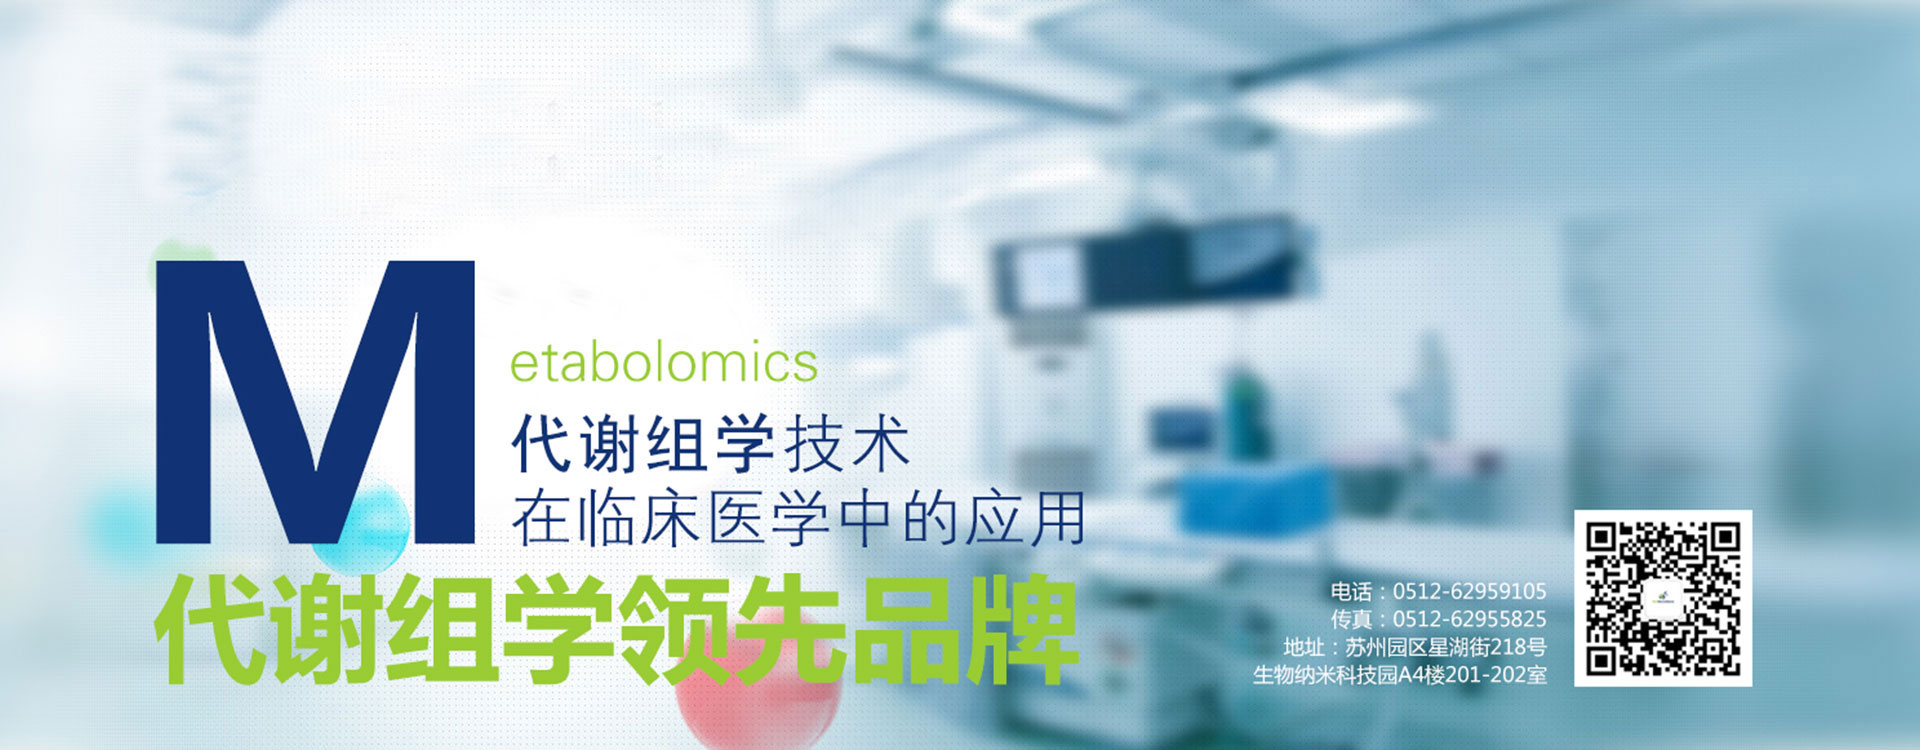 Metabolomics
代谢组学技术
在临床医学中的应用
代谢组学领先品牌
电话：0512-62959105
传真：0512-62955825
地址：苏州园区星湖街218号
生物纳米科技园A4楼201-202室